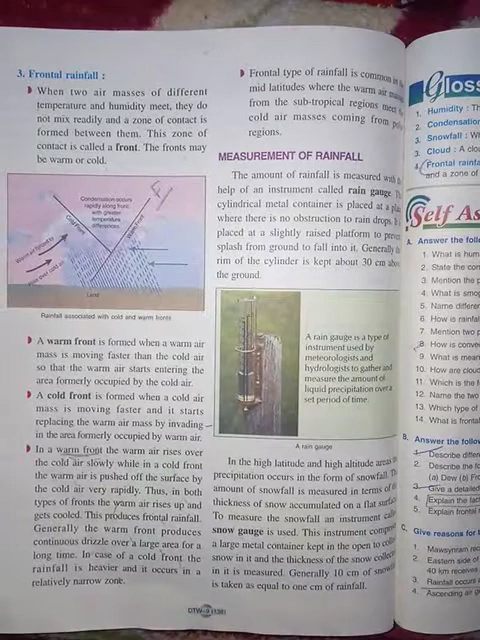 3. Frontal rainfall :
When two air masses of different
temperature and humidity meet, they do
not mix readily and a zone of contact is
formed between them. This zone of
contact is called a front. The fronts may
be warm or cold.
Condensation occurs
rapidly along front
with greater
temperature
differences
Cold Front
Warm Front
Warm air forced to
Rise over cold air
Land
Rainfall associated with cold and warm fronts
A warm front is formed when a warm air
mass is moving faster than the cold air
so that the warm air starts entering the
area formerly occupied by the cold air.
A cold front is formed when a cold air
mass is moving faster and it starts
replacing the warm air mass by invading
in the area formerly occupied by warm air.
In a warm front the warm air rises over
the cold air slowly while in a cold front
the warm air is pushed off the surface by
the cold air very rapidly. Thus, in both
types of fronts the warm air rises up and
gets cooled. This produces frontal rainfall.
Generally the warm front produces
continuous drizzle over a large area for a
long time. In case of a cold front the
rainfall is heavier and it occurs in a
relatively narrow zone.
Frontal type of rainfall is common in
mid latitudes where the warm air
from the sub-tropical regions meet
cold air masses coming from
regions.
MEASUREMENT OF RAINFALL
The amount of rainfall is measured with
help of an instrument called rain gauge.
cylindrical metal container is placed at a
where there is no obstruction to rain drops.
placed at a slightly raised platform to
splash from ground to fall into it. Generally
rim of the cylinder is kept about 30 cm
the ground.
A rain gauge is a type of
instrument used by
meteorologists and
hydrologists to gather and
measure the amount of
liquid precipitation over a
set period of time.
A rain gauge
In the high latitude and high altitude areas
precipitation occurs in the form of snowfall.
amount of snowfall is measured in terms of
thickness of snow accumulated on a flat
To measure the snowfall an instrument
snow gauge is used. This instrument
a large metal container kept in the open to
snow in it and the thickness of the snow
in it is measured. Generally 10 cm of
is taken as equal to one cm of rainfall.
DTW-9 (136)
Gloss
1. Humidity : Th
2. Condensation
3. Snowfall : W
3. Cloud : A clou
4. Frontal rainfa
and a zone of
Self As
A. Answer the follo
1. What is hum
2. State the con
3. Mention the p
4. What is smog
5. Name differen
6. How is rainfal
7. Mention two p
8. How is conve
9. What is mean
10. How are cloud
11. Which is the
12. Name the two
13. Which type of
14. What is frontal
B. Answer the follow
1. Describe differ
2. Describe the fo
(a) Dew (b) Fr
3. Give a detailed
4. Explain the fac
5. Explain frontal
C. Give reasons for
1. Mawsynram rec
2. Eastern side of
40 km receives
3. Rainfall occurs
4. Ascending air g